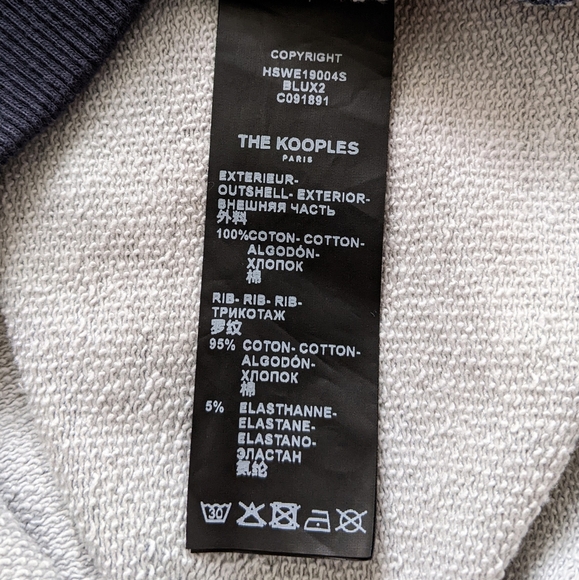 COPYRIGHT
HSWE19004S
BLUX2
C091891
THE KOOPLES
PARIS
EXTERIEUR-
OUTSHELL- EXTERIOR-
ВНЕШНЯЯ ЧАСТЬ
外料
100%COTON- COTTON-
ALGODÓN-
ХЛОПОК
棉
RIB- RIB- RIB-
ТРИКОТАЖ
罗纹
95% COTON- COTTON-
ALGODÓN-
ХЛОПОК
棉
5% ELASTHANNE-
ELASTANE-
ELASTANO-
ЭЛАСТАН
氨纶
30